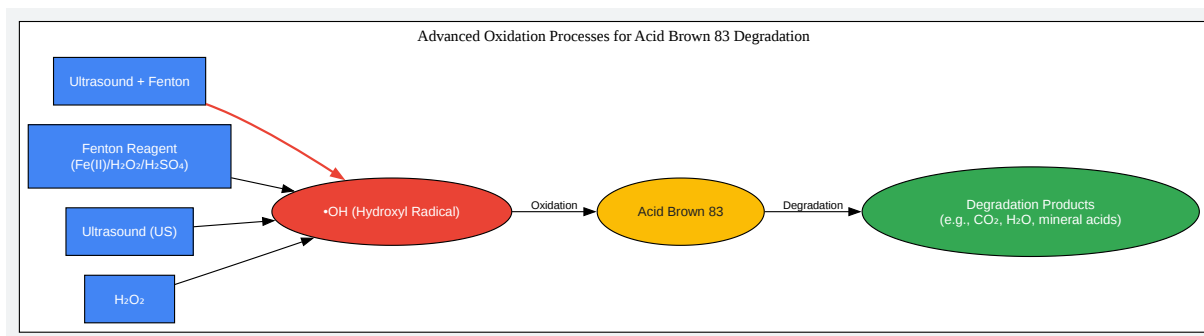 Advanced Oxidation Processes for Acid Brown 83 Degradation
Ultrasound + Fenton
Fenton Reagent
(Fe(II)/H₂O₂/H₂SO₄)
Ultrasound (US)
H₂O₂
•OH (Hydroxyl Radical)
Oxidation
Acid Brown 83
Degradation
Degradation Products
(e.g., CO₂, H₂O, mineral acids)